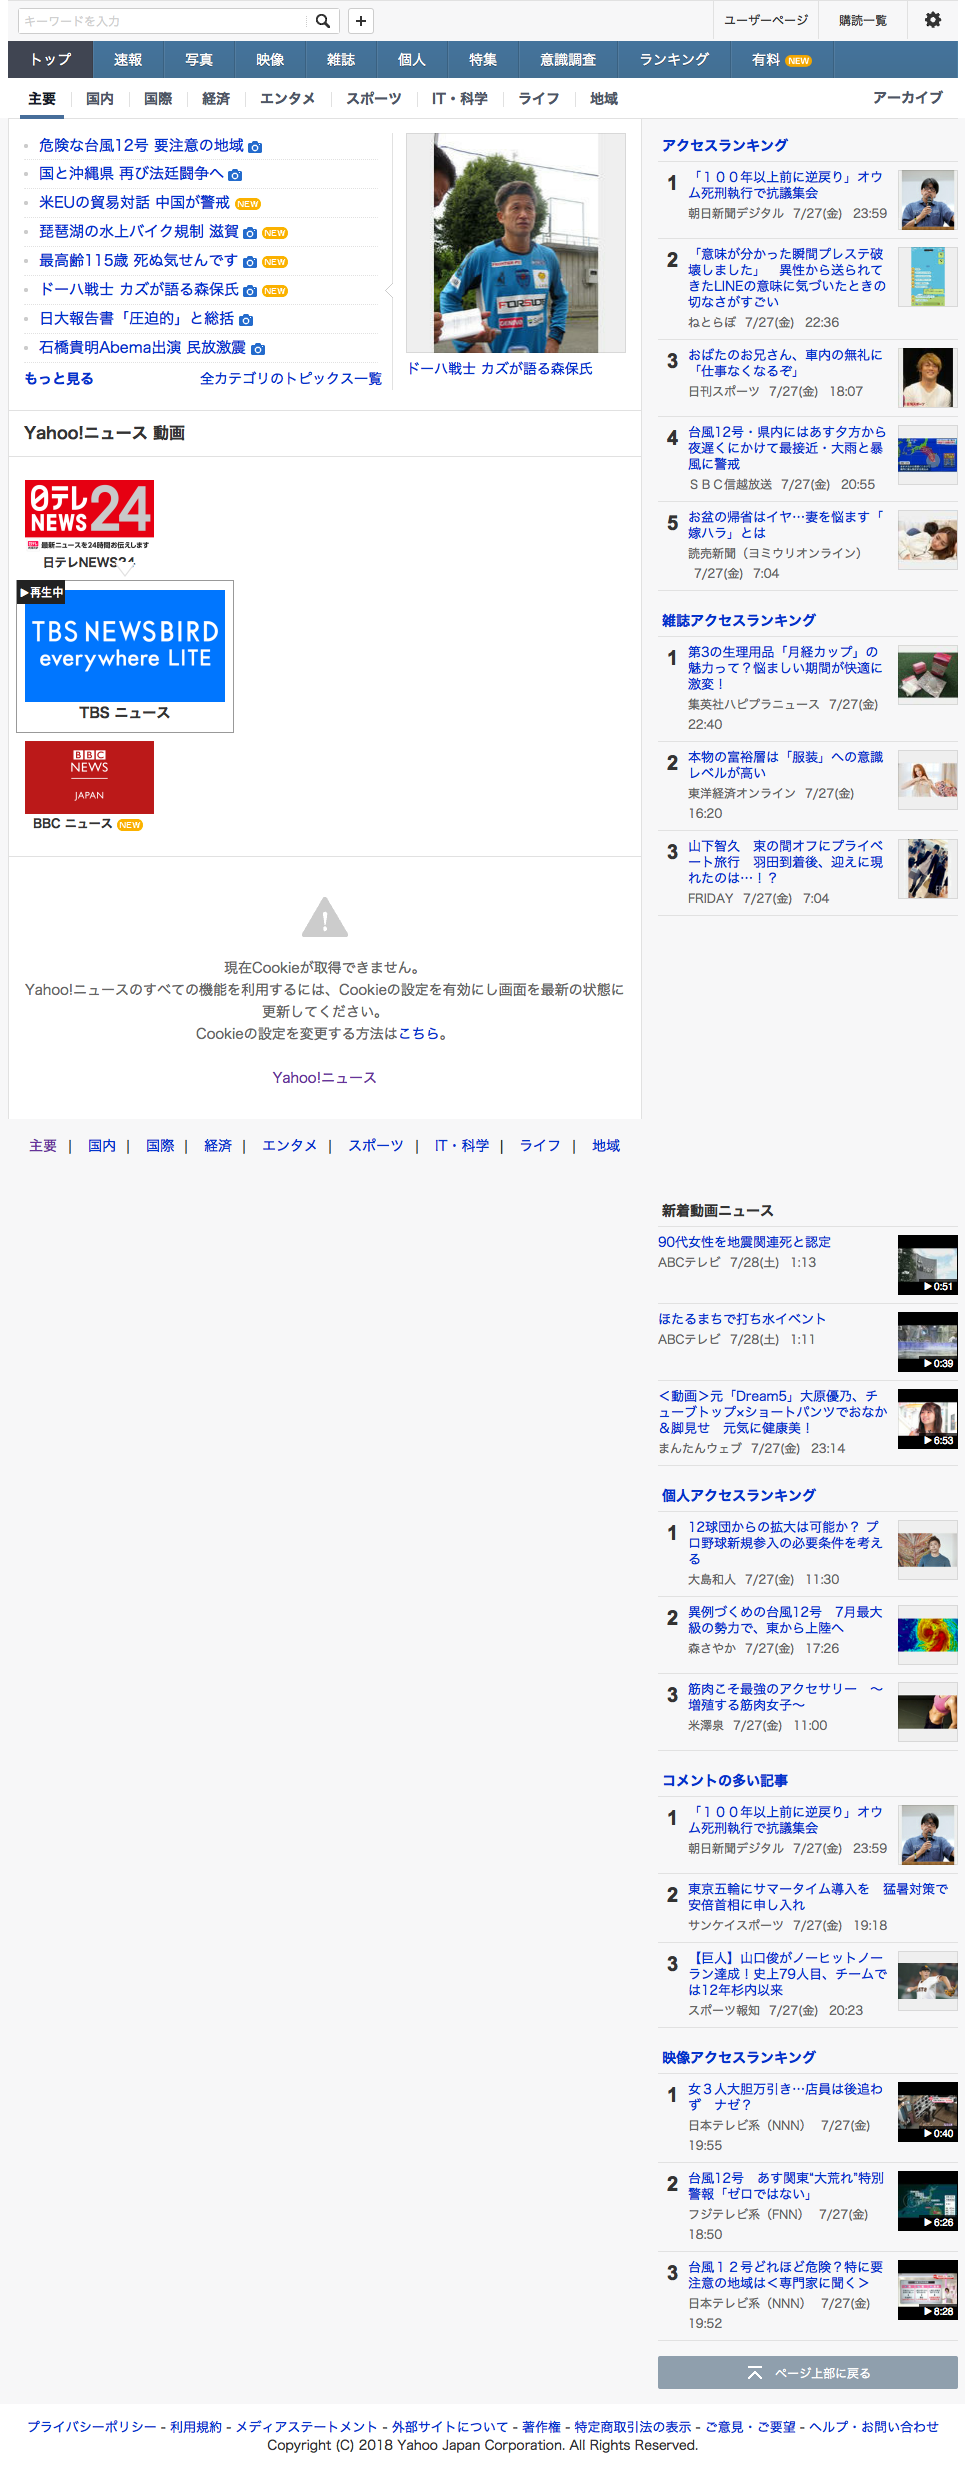 キーワードを入力
ユーザーページ 購読一覧
トップ 速報 写真 映像 雑誌 個人 特集 意識調査 ランキング 有料 NEW
主要 国内 国際 経済 エンタメ スポーツ IT・科学 ライフ 地域 アーカイブ
危険な台風12号 要注意の地域
国と沖縄県 再び法廷闘争へ
米EUの貿易対話 中国が警戒 NEW
琵琶湖の水上バイク規制 滋賀 NEW
最高齢115歳 死ぬ気せんです NEW
ドーハ戦士 カズが語る森保氏 NEW
日大報告書「圧迫的」と総括
石橋貴明Abema出演 民放激震
もっと見る 全カテゴリのトピックス一覧
ドーハ戦士 カズが語る森保氏
Yahoo!ニュース 動画
日テレ
NEWS24
最新ニュースを24時間お伝えします
日テレNEWS24
再生中
TBS NEWSBIRD
everywhere LITE
TBS ニュース
BBC
NEWS
JAPAN
BBC ニュース NEW
現在Cookieが取得できません。
Yahoo!ニュースのすべての機能を利用するには、Cookieの設定を有効にし画面を最新の状態に
更新してください。
Cookieの設定を変更する方法はこちら。
Yahoo!ニュース
主要 | 国内 | 国際 | 経済 | エンタメ | スポーツ | IT・科学 | ライフ | 地域
アクセスランキング
1 「１００年以上前に逆戻り」オウ
ム死刑執行で抗議集会
朝日新聞デジタル 7/27(金) 23:59
2 「意味が分かった瞬間プレステ破
壊しました」　異性から送られて
きたLINEの意味に気づいたときの
切なさがすごい
ねとらぼ 7/27(金) 22:36
3 おばたのお兄さん、車内の無礼に
「仕事なくなるぞ」
日刊スポーツ 7/27(金) 18:07
4 台風12号・県内にはあす夕方から
夜遅くにかけて最接近・大雨と暴
風に警戒
ＳＢＣ信越放送 7/27(金) 20:55
5 お盆の帰省はイヤ…妻を悩ます「
嫁ハラ」とは
読売新聞（ヨミウリオンライン）
7/27(金) 7:04
雑誌アクセスランキング
1 第3の生理用品「月経カップ」の
魅力って？悩ましい期間が快適に
激変！
集英社ハピプラニュース 7/27(金)
22:40
2 本物の富裕層は「服装」への意識
レベルが高い
東洋経済オンライン 7/27(金)
16:20
3 山下智久　束の間オフにプライベ
ート旅行　羽田到着後、迎えに現
れたのは…！？
FRIDAY 7/27(金) 7:04
新着動画ニュース
90代女性を地震関連死と認定
ABCテレビ 7/28(土) 1:13
0:51
ほたるまちで打ち水イベント
ABCテレビ 7/28(土) 1:11
0:39
＜動画＞元「Dream5」大原優乃、チ
ューブトップ×ショートパンツでおなか
＆脚見せ　元気に健康美！
まんたんウェブ 7/27(金) 23:14
6:53
個人アクセスランキング
1 12球団からの拡大は可能か？ プ
ロ野球新規参入の必要条件を考え
る
大島和人 7/27(金) 11:30
2 異例づくめの台風12号　7月最大
級の勢力で、東から上陸へ
森さやか 7/27(金) 17:26
3 筋肉こそ最強のアクセサリー　～
増殖する筋肉女子～
米澤泉 7/27(金) 11:00
コメントの多い記事
1 「１００年以上前に逆戻り」オウ
ム死刑執行で抗議集会
朝日新聞デジタル 7/27(金) 23:59
2 東京五輪にサマータイム導入を　猛暑対策で
安倍首相に申し入れ
サンケイスポーツ 7/27(金) 19:18
3 【巨人】山口俊がノーヒットノー
ラン達成！史上79人目、チームで
は12年杉内以来
スポーツ報知 7/27(金) 20:23
映像アクセスランキング
1 女３人大胆万引き…店員は後追わ
ず　ナゼ？
日本テレビ系（NNN） 7/27(金)
19:55
0:40
2 台風12号　あす関東“大荒れ”特別
警報「ゼロではない」
フジテレビ系（FNN） 7/27(金)
18:50
6:26
3 台風１２号どれほど危険？特に要
注意の地域は＜専門家に聞く＞
日本テレビ系（NNN） 7/27(金)
19:52
8:28
ページ上部に戻る
プライバシーポリシー - 利用規約 - メディアステートメント - 外部サイトについて - 著作権 - 特定商取引法の表示 - ご意見・ご要望 - ヘルプ・お問い合わせ
Copyright (C) 2018 Yahoo Japan Corporation. All Rights Reserved.